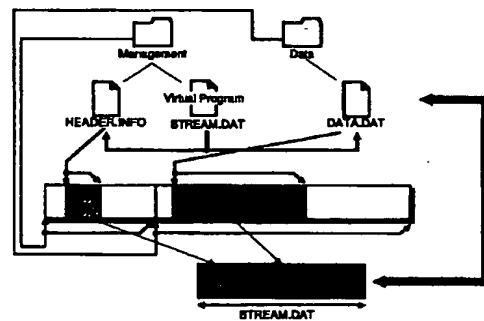 Management
Data
Virtual Program
HEADER.INFO
STREAM.DAT
DATA.DAT
STREAM.DAT